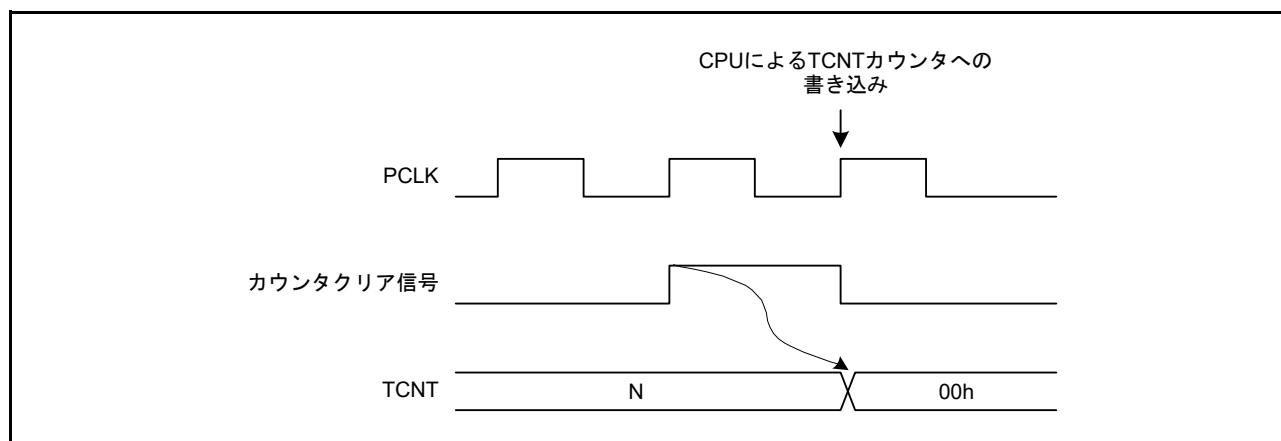 CPUによるTCNTカウンタへの
書き込み
PCLK
カウンタクリア信号
TCNT
N
00h